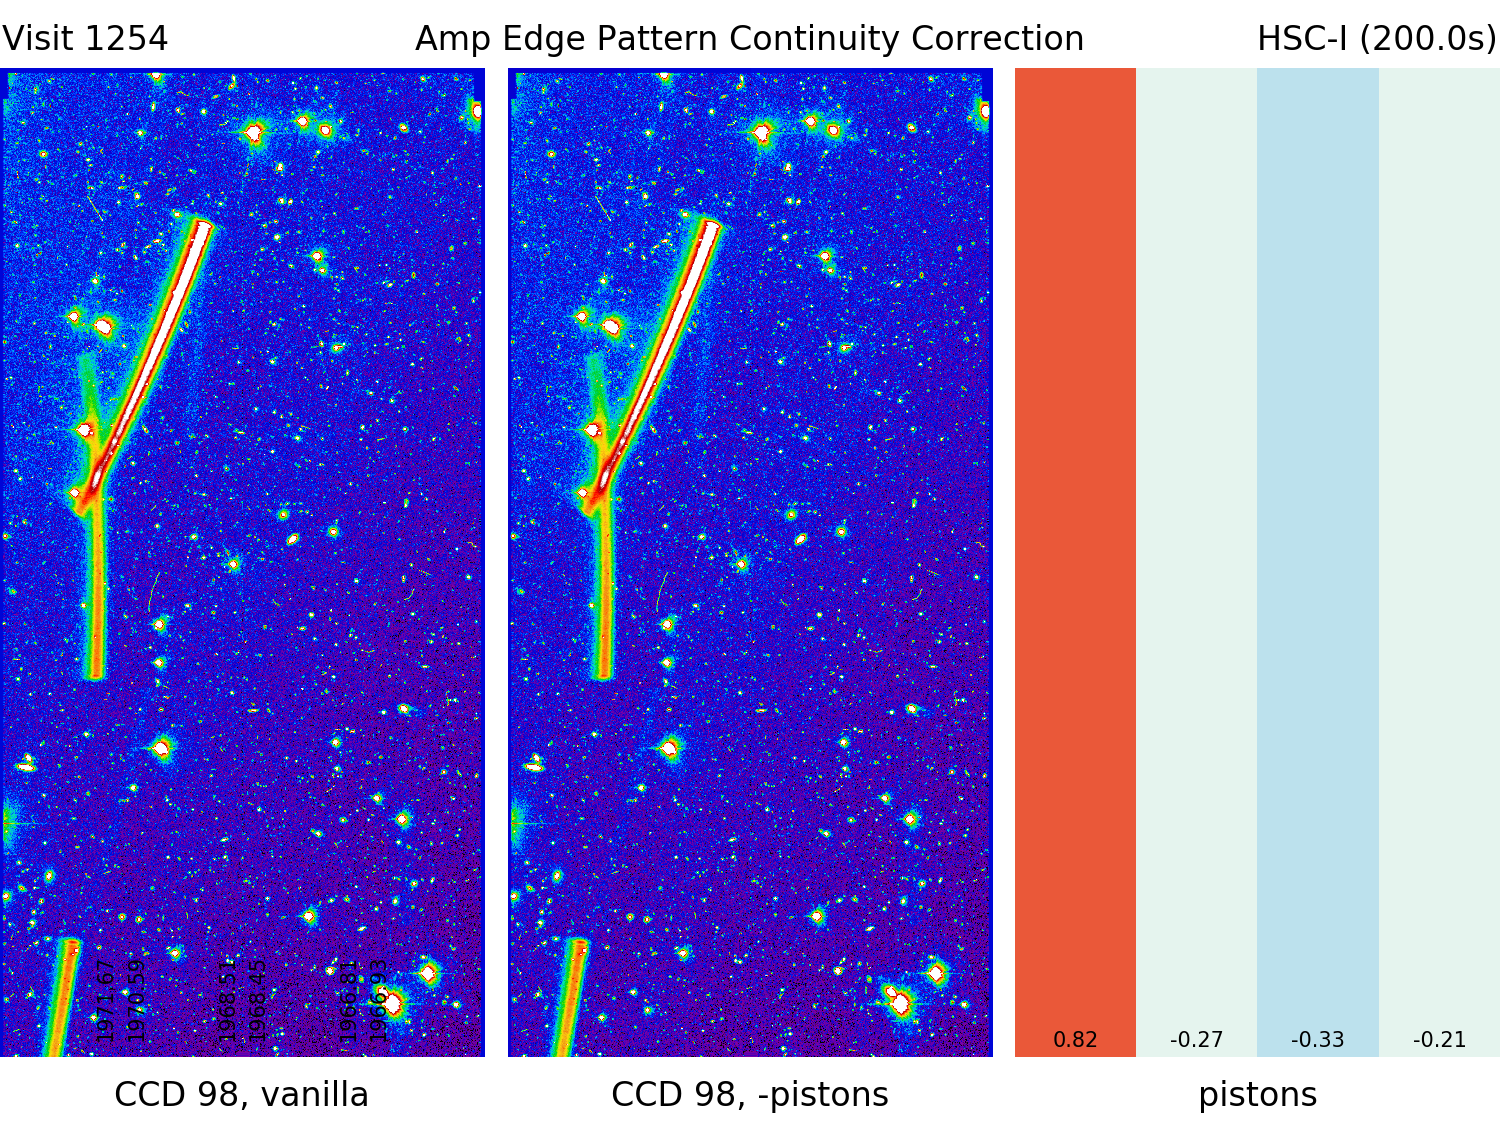 Visit 1254 Amp Edge Pattern Continuity Correction HSC-I (200.0s)
1971.67 1970.59 1968.51 1968.45 1966.81 1966.93
0.82 -0.27 -0.33 -0.21
CCD 98, vanilla CCD 98, -pistons pistons